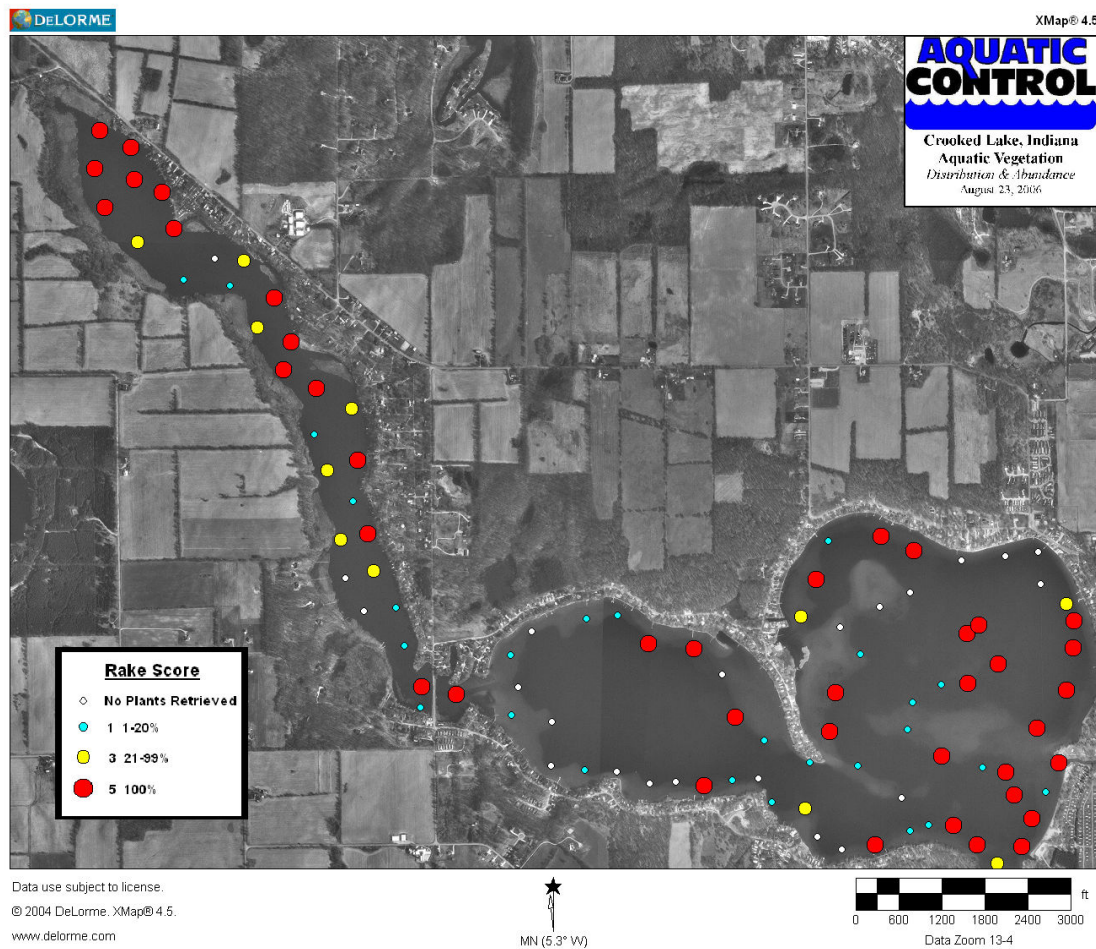 DELORME
XMap® 4.5
AQUATIC
CONTROL
Crooked Lake, Indiana
Aquatic Vegetation
Distribution & Abundance
August 23, 2006
Rake Score
No Plants Retrieved
1 1-20%
3 21-99%
5 100%
Data use subject to license.
© 2004 DeLorme. XMap® 4.5.
www.delorme.com
MN (5.3° W)
ft
0 600 1200 1800 2400 3000
Data Zoom 13-4